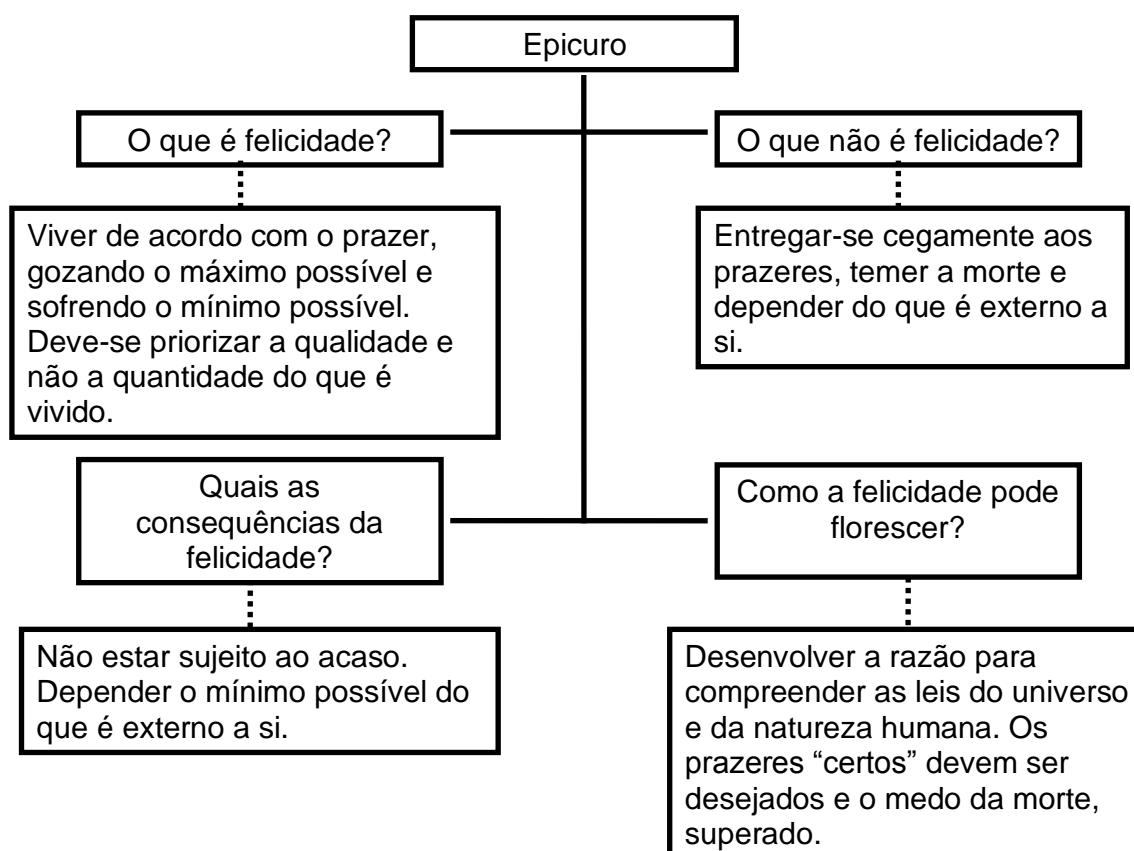 Epicuro
O que é felicidade?
O que não é felicidade?
Viver de acordo com o prazer,
gozando o máximo possível e
sofrendo o mínimo possível.
Deve-se priorizar a qualidade e
não a quantidade do que é
vivido.
Entregar-se cegamente aos
prazeres, temer a morte e
depender do que é externo a
si.
Quais as
consequências da
felicidade?
Como a felicidade pode
florescer?
Não estar sujeito ao acaso.
Depender o mínimo possível do
que é externo a si.
Desenvolver a razão para
compreender as leis do universo
e da natureza humana. Os
prazeres “certos” devem ser
desejados e o medo da morte,
superado.